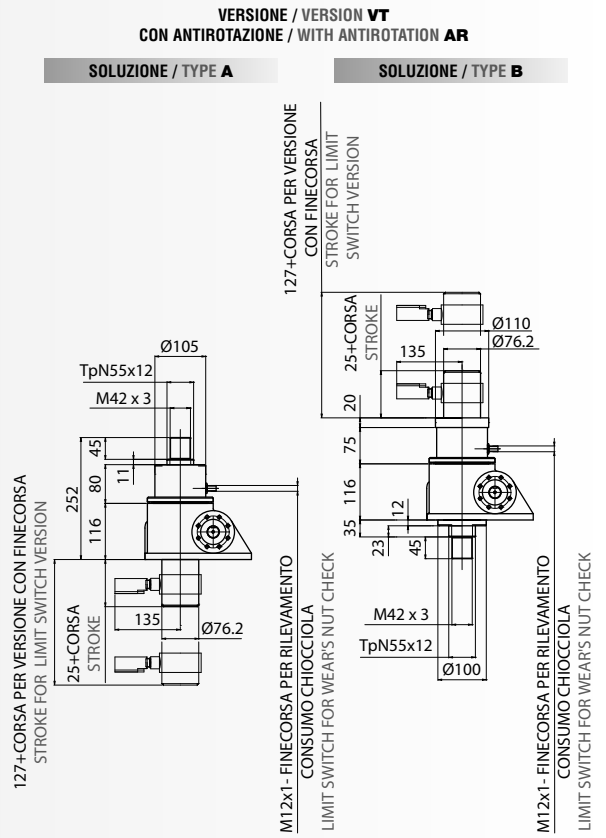 VERSIONE / VERSION VT
CON ANTIROTAZIONE / WITH ANTIROTATION AR
SOLUZIONE / TYPE A
127+CORSA PER VERSIONE CON FINECORSA
STROKE FOR LIMIT SWITCH VERSION
25+CORSA
STROKE
252
45
11
80
116
Ø105
TpN55x12
M42 x 3
135
Ø76.2
M12x1- FINECORSA PER RILEVAMENTO
CONSUMO CHIOCCIOLA
LIMIT SWITCH FOR WEAR'S NUT CHECK
SOLUZIONE / TYPE B
127+CORSA PER VERSIONE
CON FINECORSA
STROKE FOR LIMIT
SWITCH VERSION
25+CORSA
STROKE
Ø110
Ø76.2
135
20
75
116
35
12
23
45
M42 x 3
TpN55x12
Ø100
M12x1- FINECORSA PER RILEVAMENTO
CONSUMO CHIOCCIOLA
LIMIT SWITCH FOR WEAR'S NUT CHECK